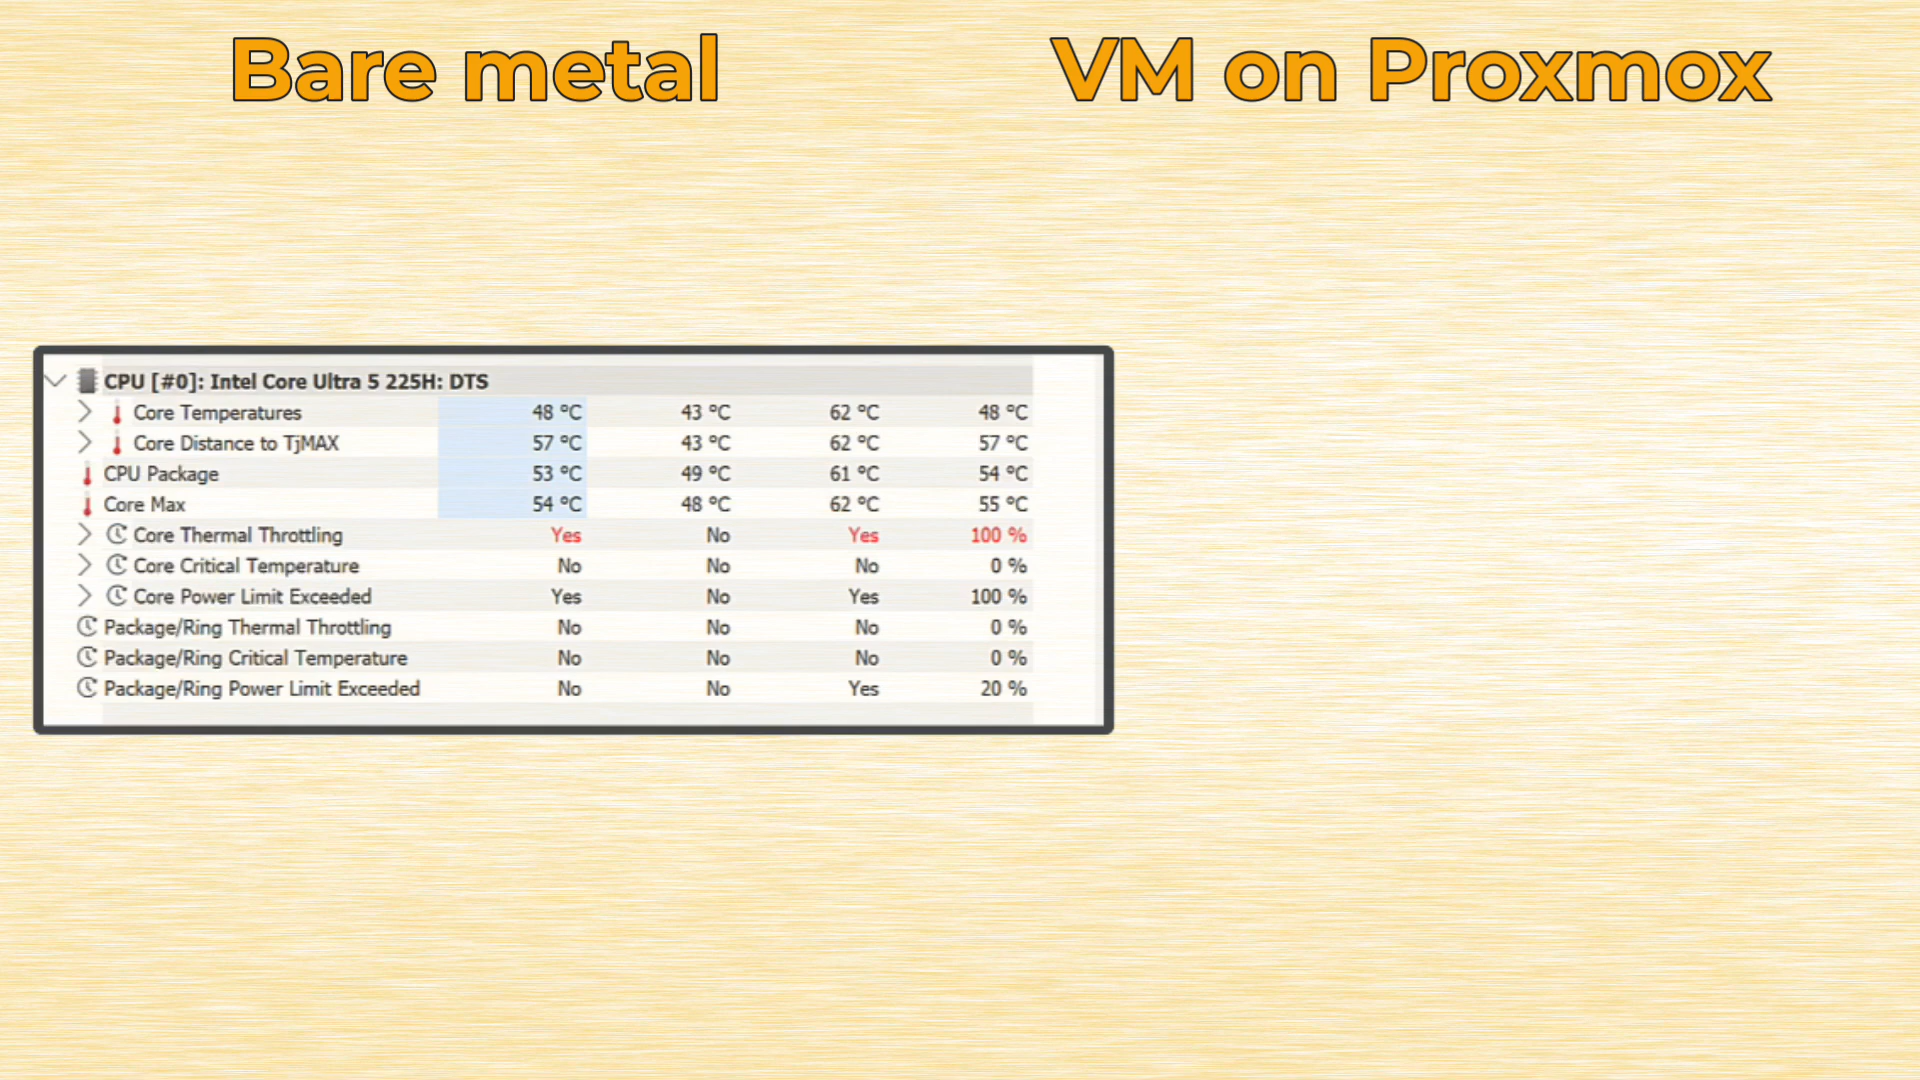 Bare metal
VM on Proxmox
CPU [#0]: Intel Core Ultra 5 225H: DTS
Core Temperatures 48 °C 43 °C 62 °C 48 °C
Core Distance to TjMAX 57 °C 43 °C 62 °C 57 °C
CPU Package 53 °C 49 °C 61 °C 54 °C
Core Max 54 °C 48 °C 62 °C 55 °C
Core Thermal Throttling Yes No Yes 100 %
Core Critical Temperature No No No 0 %
Core Power Limit Exceeded Yes No Yes 100 %
Package/Ring Thermal Throttling No No No 0 %
Package/Ring Critical Temperature No No No 0 %
Package/Ring Power Limit Exceeded No No Yes 20 %